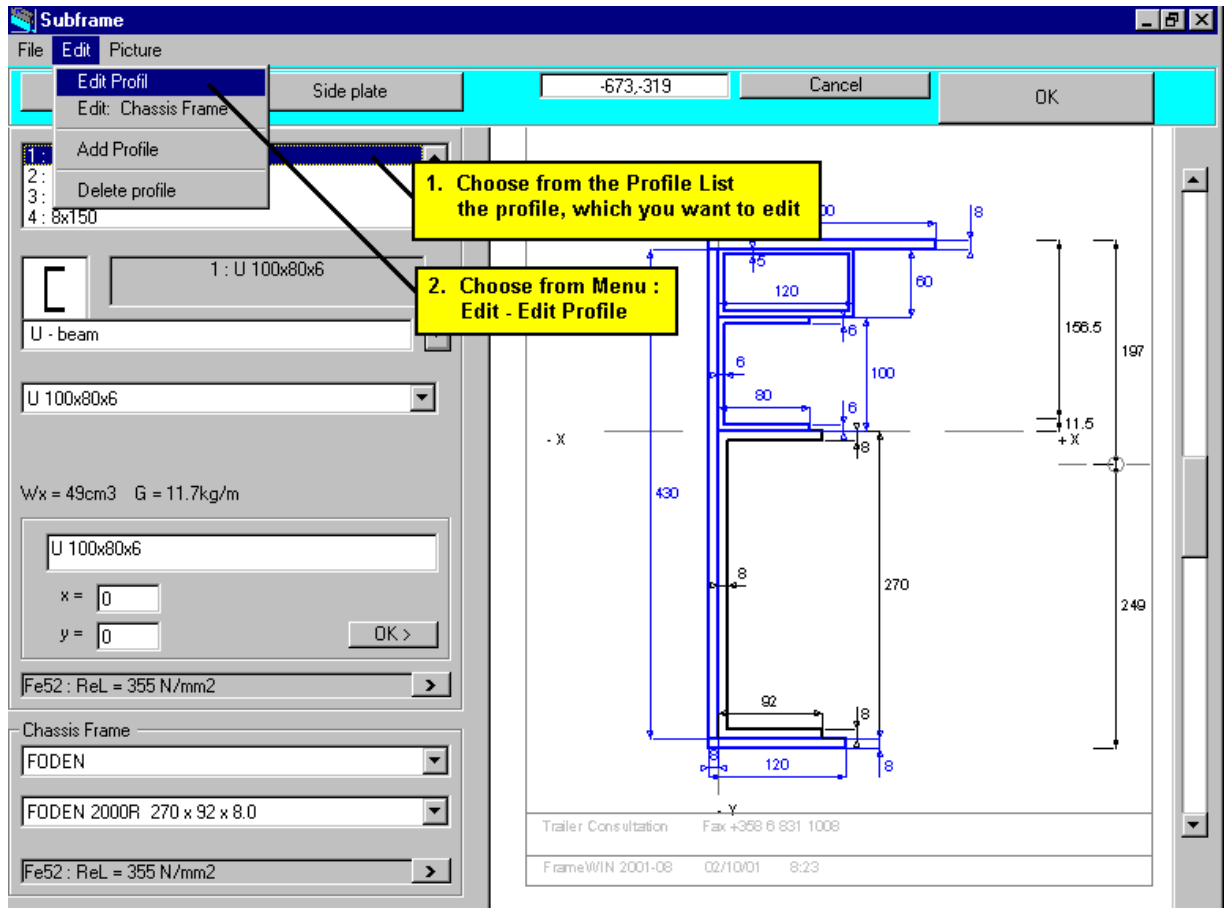 Subframe
File Edit Picture
Edit Profil
Edit: Chassis Frame
Add Profile
Delete profile
Side plate
-673,-319
Cancel
OK
1 :
2 :
3 :
4 : 8x150
1. Choose from the Profile List
the profile, which you want to edit
1 : U 100x80x6
2. Choose from Menu :
Edit - Edit Profile
U - beam
U 100x80x6
Wx = 49cm3 G = 11.7kg/m
U 100x80x6
x = 0
y = 0
OK >
Fe52 : ReL = 355 N/mm2 >
Chassis Frame
FODEN
FODEN 2000R 270 x 92 x 8.0
Fe52 : ReL = 355 N/mm2 >
8
5
120
60
6
156.5
197
6
100
80
6
11.5
- X
+ X
8
430
8
270
249
92
8
8
120
8
- Y
Trailer Consultation Fax +358 6 831 1008
FrameWIN 2001-08 02/10/01 8:23